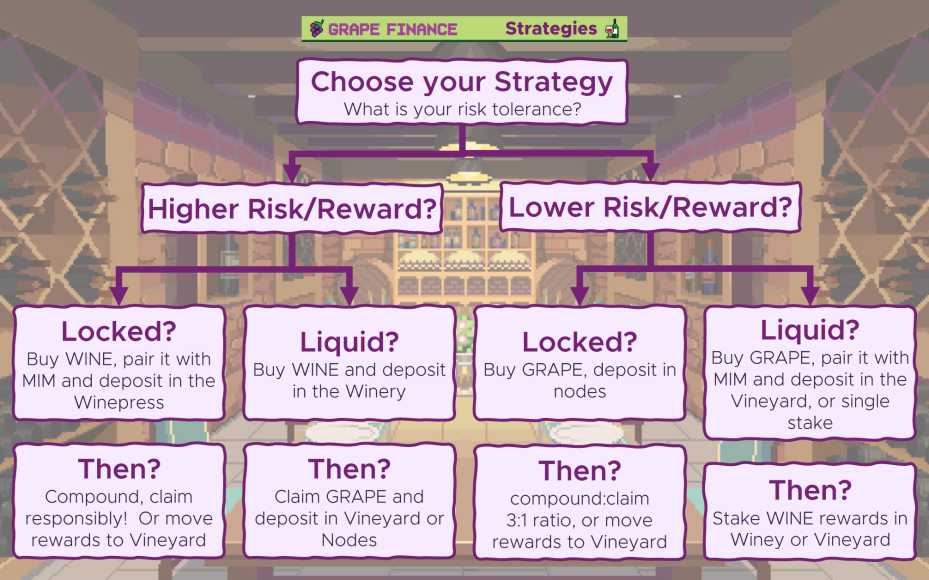 GRAPE FINANCE Strategies
Choose your Strategy
What is your risk tolerance?
Higher Risk/Reward?
Lower Risk/Reward?
Locked?
Buy WINE, pair it with
MIM and deposit in the
Winepress
Liquid?
Buy WINE and deposit
in the Winery
Locked?
Buy GRAPE, deposit in
nodes
Liquid?
Buy GRAPE, pair it with
MIM and deposit in the
Vineyard, or single
stake
Then?
Compound, claim
responsibly! Or move
rewards to Vineyard
Then?
Claim GRAPE and
deposit in Vineyard or
Nodes
Then?
compound:claim
3:1 ratio, or move
rewards to Vineyard
Then?
Stake WINE rewards in
Winey or Vineyard